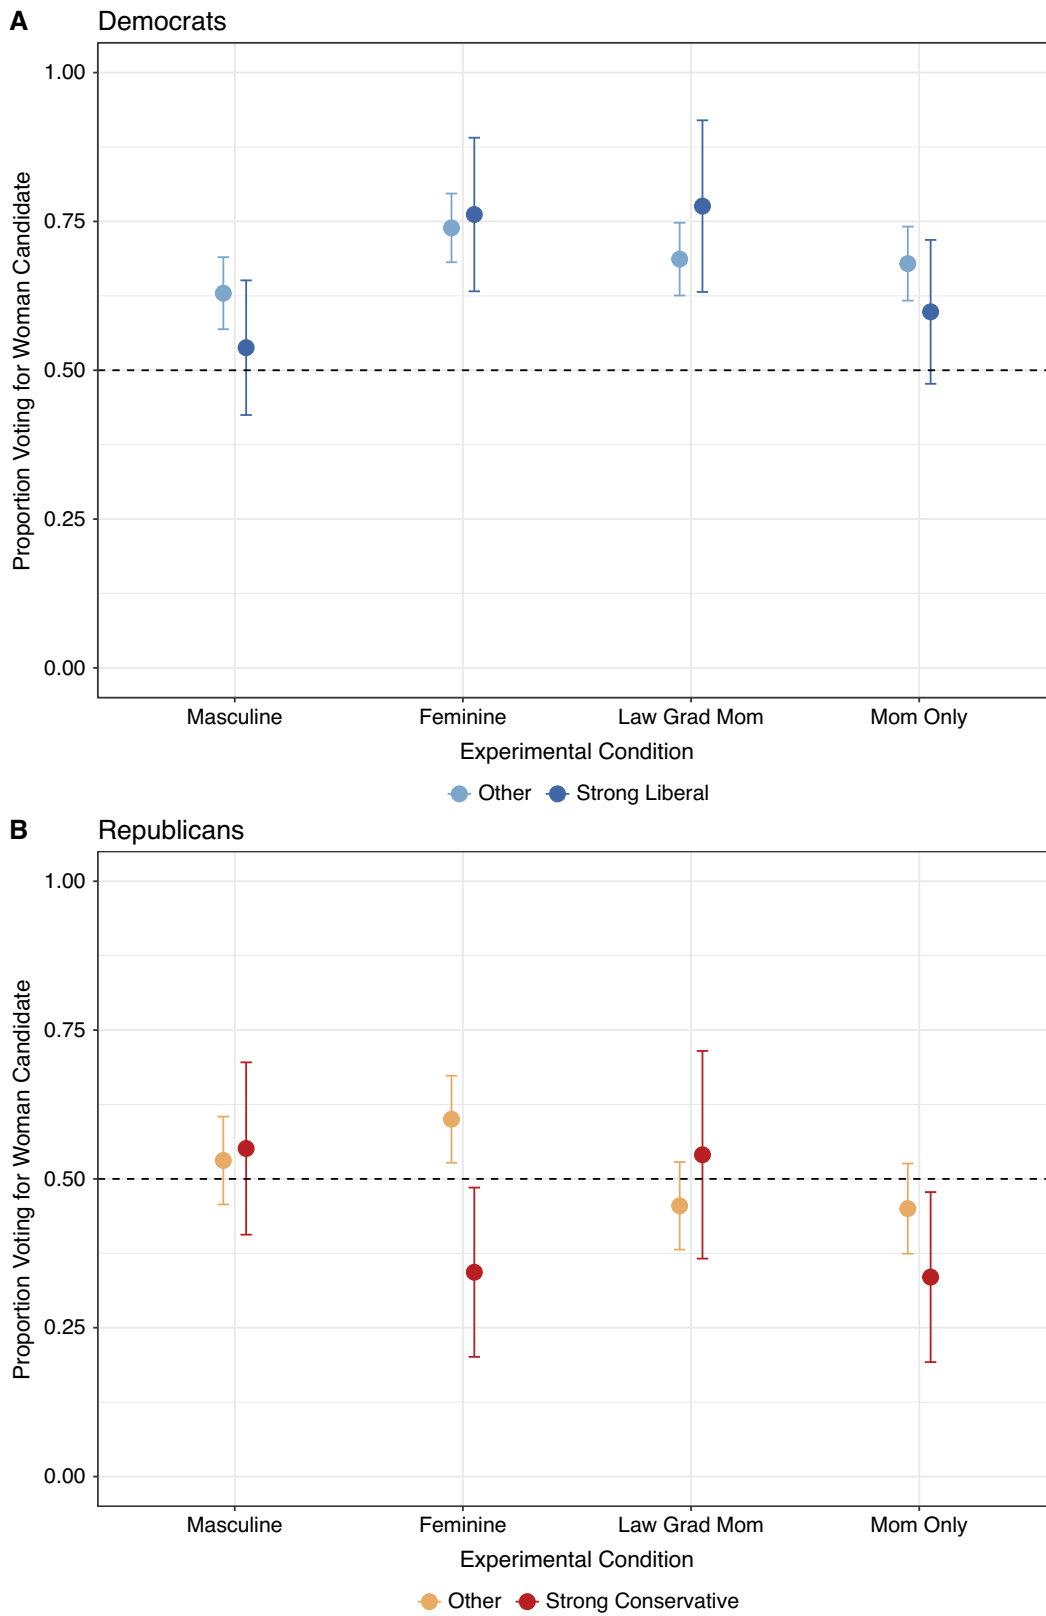 A Democrats
Proportion Voting for Woman Candidate
1.00
0.75
0.50
0.25
0.00
Masculine Feminine Law Grad Mom Mom Only
Experimental Condition
Other Strong Liberal
B Republicans
Proportion Voting for Woman Candidate
1.00
0.75
0.50
0.25
0.00
Masculine Feminine Law Grad Mom Mom Only
Experimental Condition
Other Strong Conservative